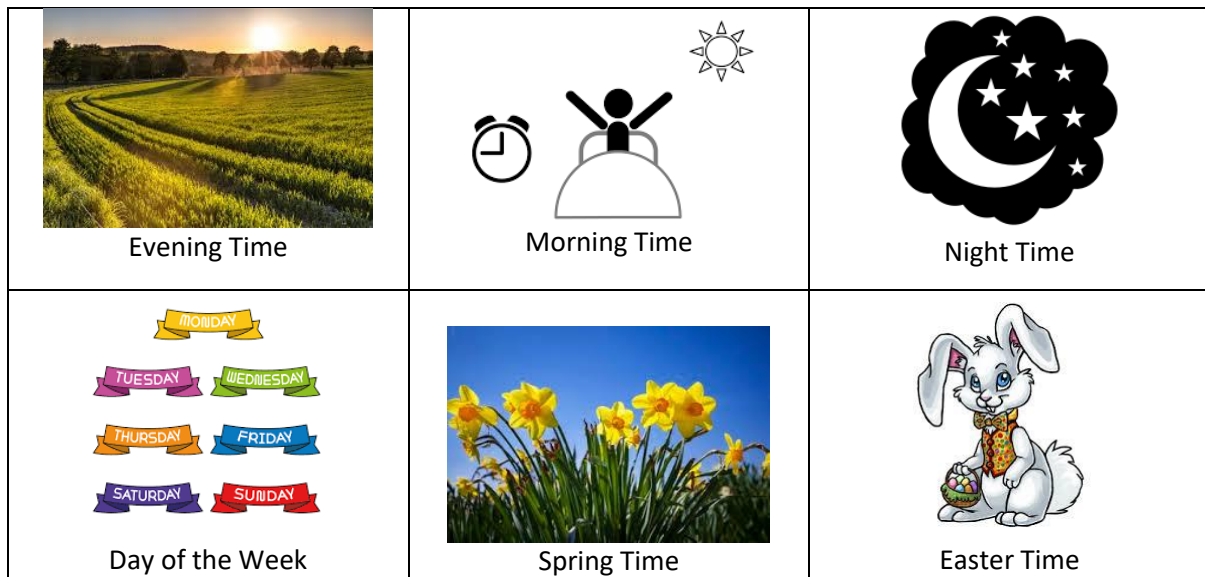 Evening Time
Morning Time
Night Time
MONDAY
TUESDAY
WEDNESDAY
THURSDAY
FRIDAY
SATURDAY
SUNDAY
Day of the Week
Spring Time
Easter Time